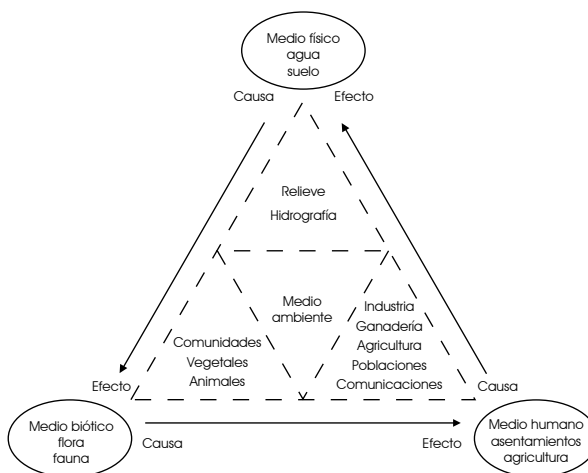 Medio físico
agua
suelo
Causa
Efecto
Relieve
Hidrografía
Medio
ambiente
Comunidades
Vegetales
Animales
Industria
Ganadería
Agricultura
Poblaciones
Comunicaciones
Efecto
Causa
Medio biótico
flora
fauna
Causa
Efecto
Medio humano
asentamientos
agricultura